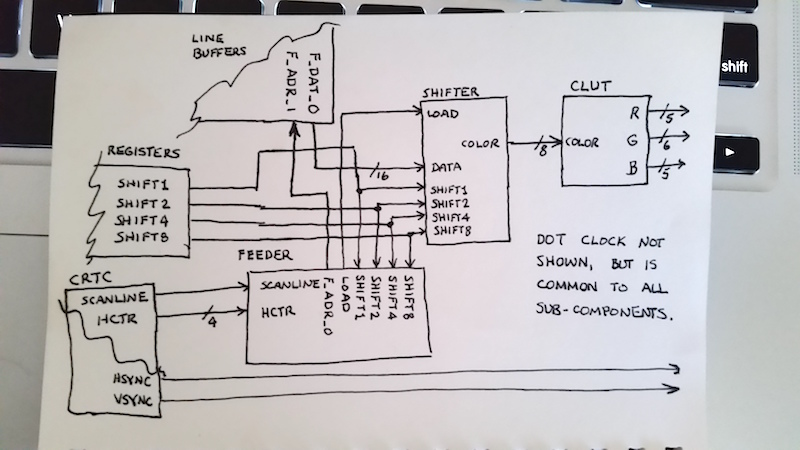 LINE
BUFFERS
F_ADR_I
F_DAT_O
SHIFTER
LOAD
COLOR
DATA
SHIFT1
SHIFT2
SHIFT4
SHIFT8
CLUT
COLOR
R
G
B
5
6
5
8
16
REGISTERS
SHIFT1
SHIFT2
SHIFT4
SHIFT8
FEEDER
SCANLINE
HCTR
F_ADR_O
LOAD
SHIFT1
SHIFT2
SHIFT4
SHIFT8
CRTC
SCANLINE
HCTR
4
HSYNC
VSYNC
DOT CLOCK NOT
SHOWN, BUT IS
COMMON TO ALL
SUB-COMPONENTS.
shift